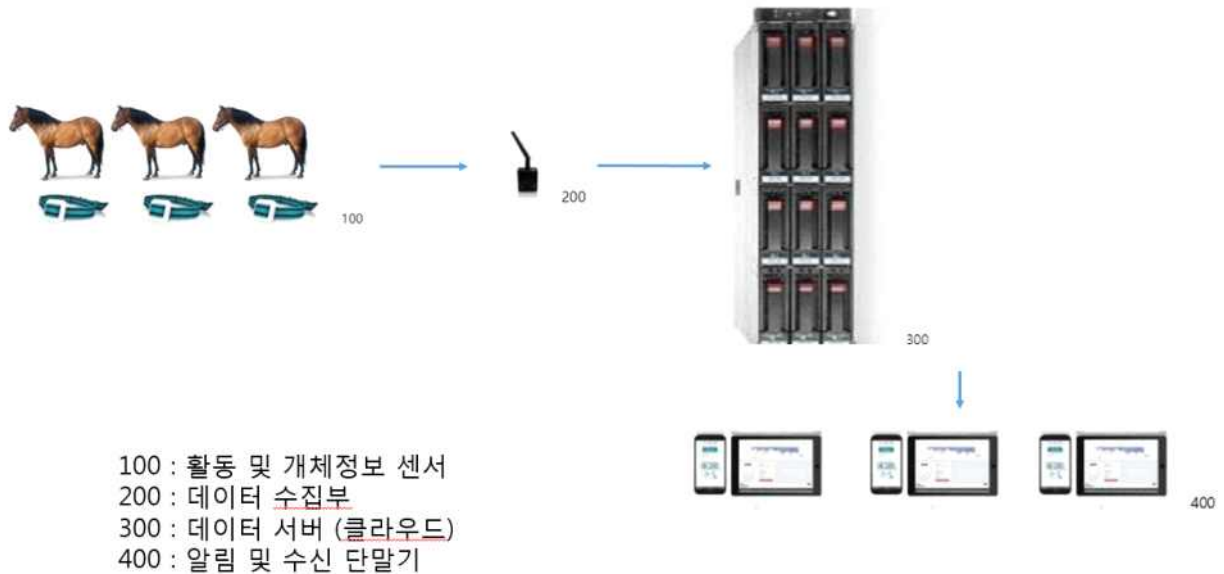 100
200
300
400
100 : 활동 및 개체정보 센서
200 : 데이터 수집부
300 : 데이터 서버 (클라우드)
400 : 알림 및 수신 단말기